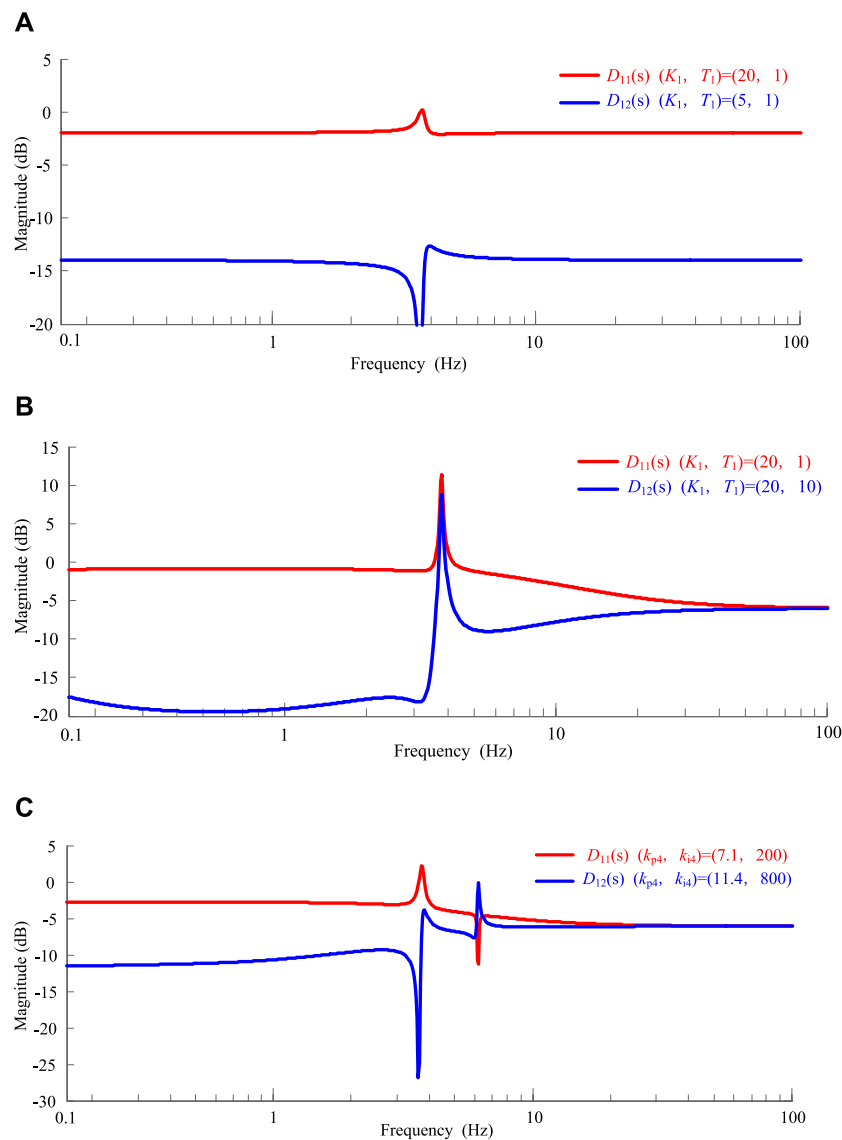 A
5
0
-5
-10
-15
-20
Magnitude (dB)
D₁₁(s) (K₁, T₁)=(20, 1)
D₁₂(s) (K₁, T₁)=(5, 1)
0.1
1
10
100
Frequency (Hz)
B
15
10
5
0
-5
-10
-15
-20
Magnitude (dB)
D₁₁(s) (K₁, T₁)=(20, 1)
D₁₂(s) (K₁, T₁)=(20, 10)
0.1
1
10
100
Frequency (Hz)
C
5
0
-5
-10
-15
-20
-25
-30
Magnitude (dB)
D₁₁(s) (kₚ₄, kᵢ₄)=(7.1, 200)
D₁₂(s) (kₚ₄, kᵢ₄)=(11.4, 800)
0.1
1
10
100
Frequency (Hz)